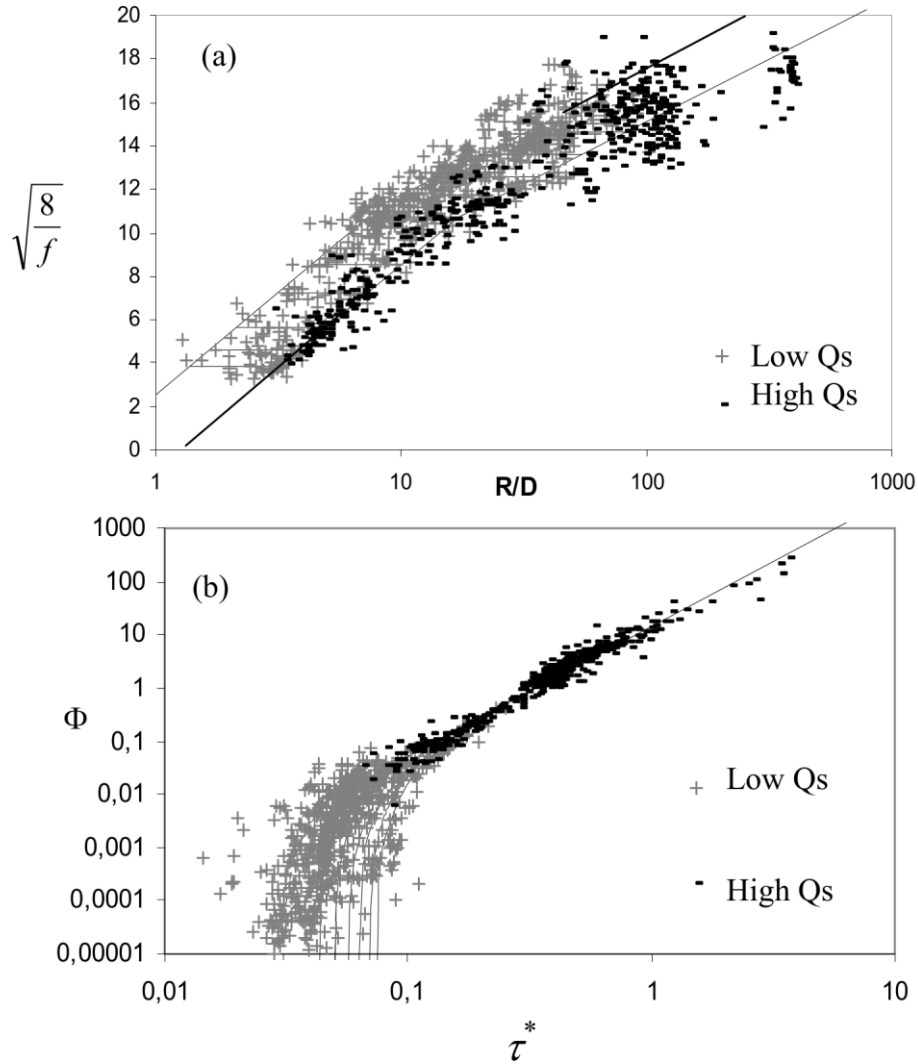 (a)
20
18
16
14
12
10
8
6
4
2
0
√8/f
+ Low Qs
- High Qs
1 10 100 1000
R/D
(b)
1000
100
10
1
0,1
0,01
0,001
0,0001
0,00001
Φ
+ Low Qs
- High Qs
0,01 0,1 1 10
τ*